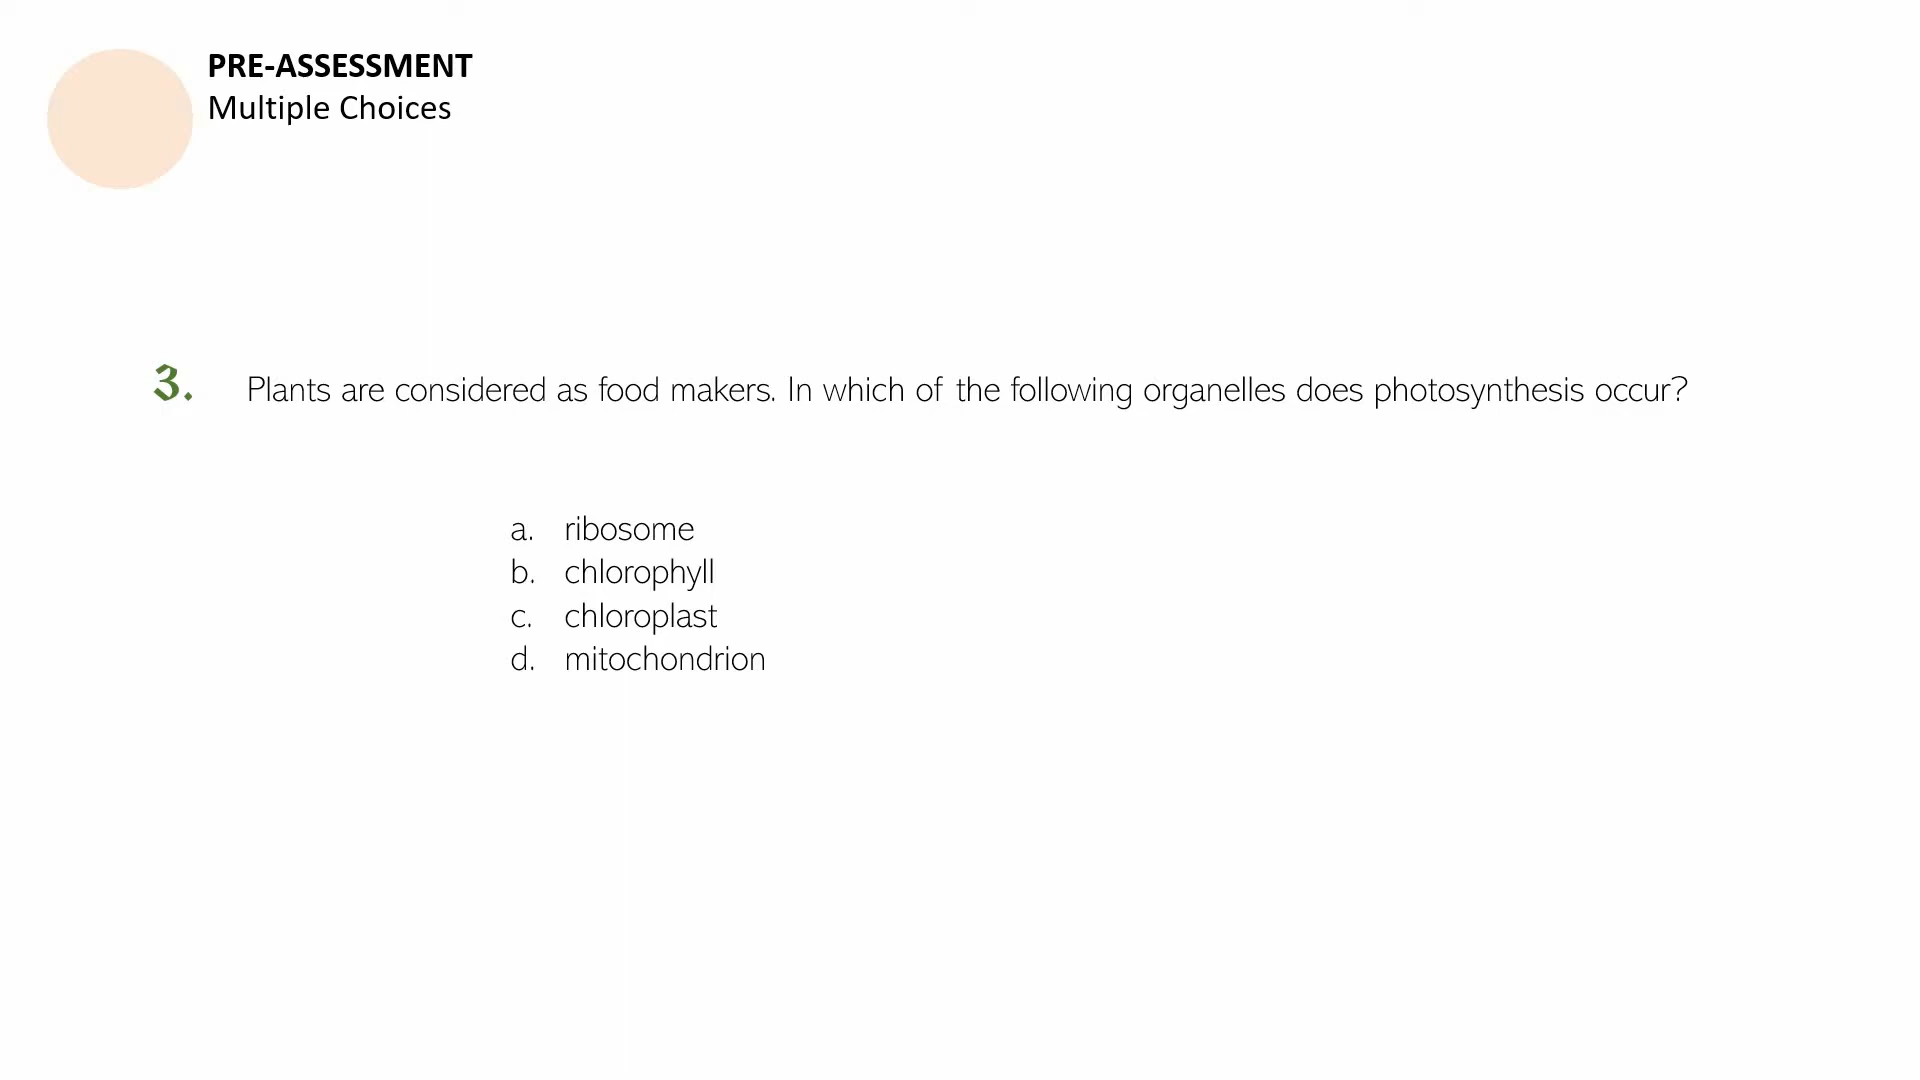 PRE-ASSESSMENT
Multiple Choices
3. Plants are considered as food makers. In which of the following organelles does photosynthesis occur?
a. ribosome
b. chlorophyll
c. chloroplast
d. mitochondrion